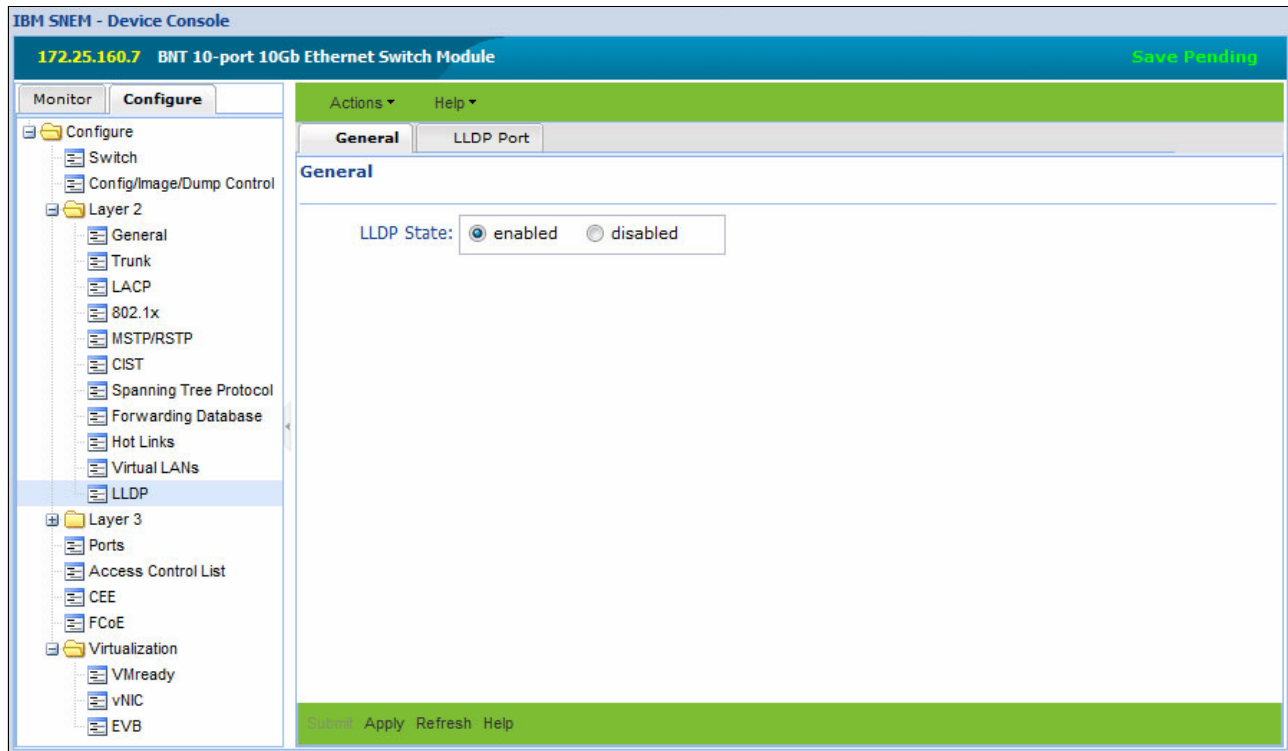 IBM SNEM - Device Console
172.25.160.7 BNT 10-port 10Gb Ethernet Switch Module Save Pending
Monitor Configure
Actions Help
Configure
Switch
Config/Image/Dump Control
Layer 2
General
Trunk
LACP
802.1x
MSTP/RSTP
CIST
Spanning Tree Protocol
Forwarding Database
Hot Links
Virtual LANs
LLDP
Layer 3
Ports
Access Control List
CEE
FCoE
Virtualization
VMready
vNIC
EVB
General LLDP Port
General
LLDP State: enabled disabled
Submit Apply Refresh Help